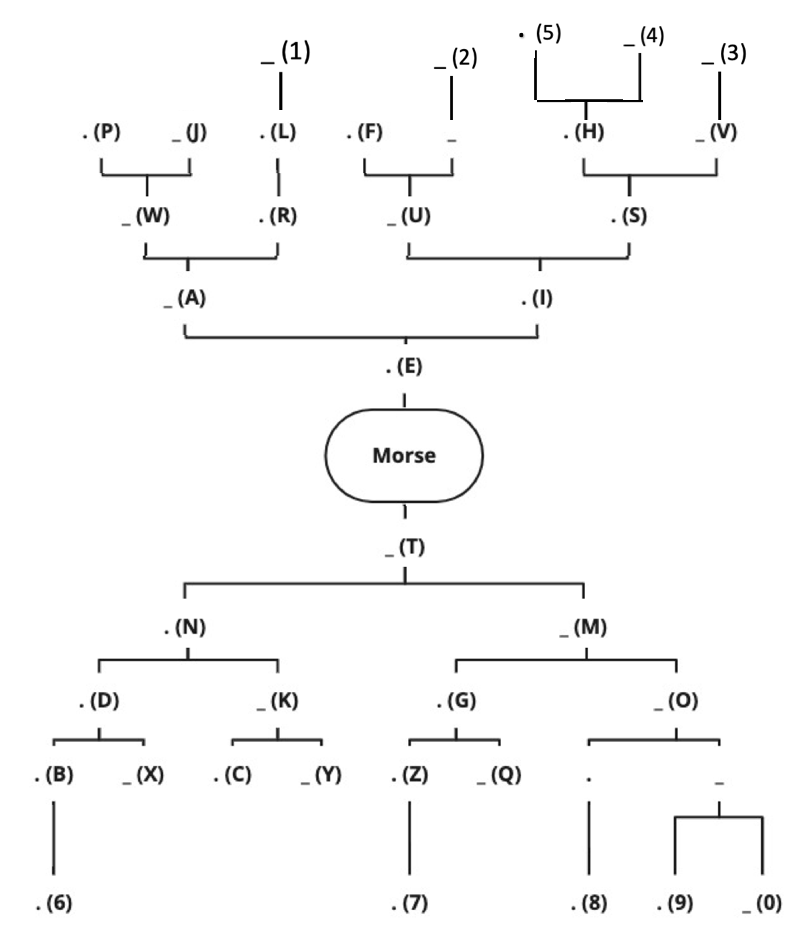 . (5) _ (4)
_ (1) _ (2) _ (3)
. (P) _ (J) . (L) . (F) _ . (H) _ (V)
_ (W) . (R) _ (U) . (S)
_ (A) . (I)
. (E)
Morse
_ (T)
. (N) _ (M)
. (D) _ (K) . (G) _ (O)
. (B) _ (X) . (C) _ (Y) . (Z) _ (Q) . _
. (6) . (7) . (8) . (9) _ (0)